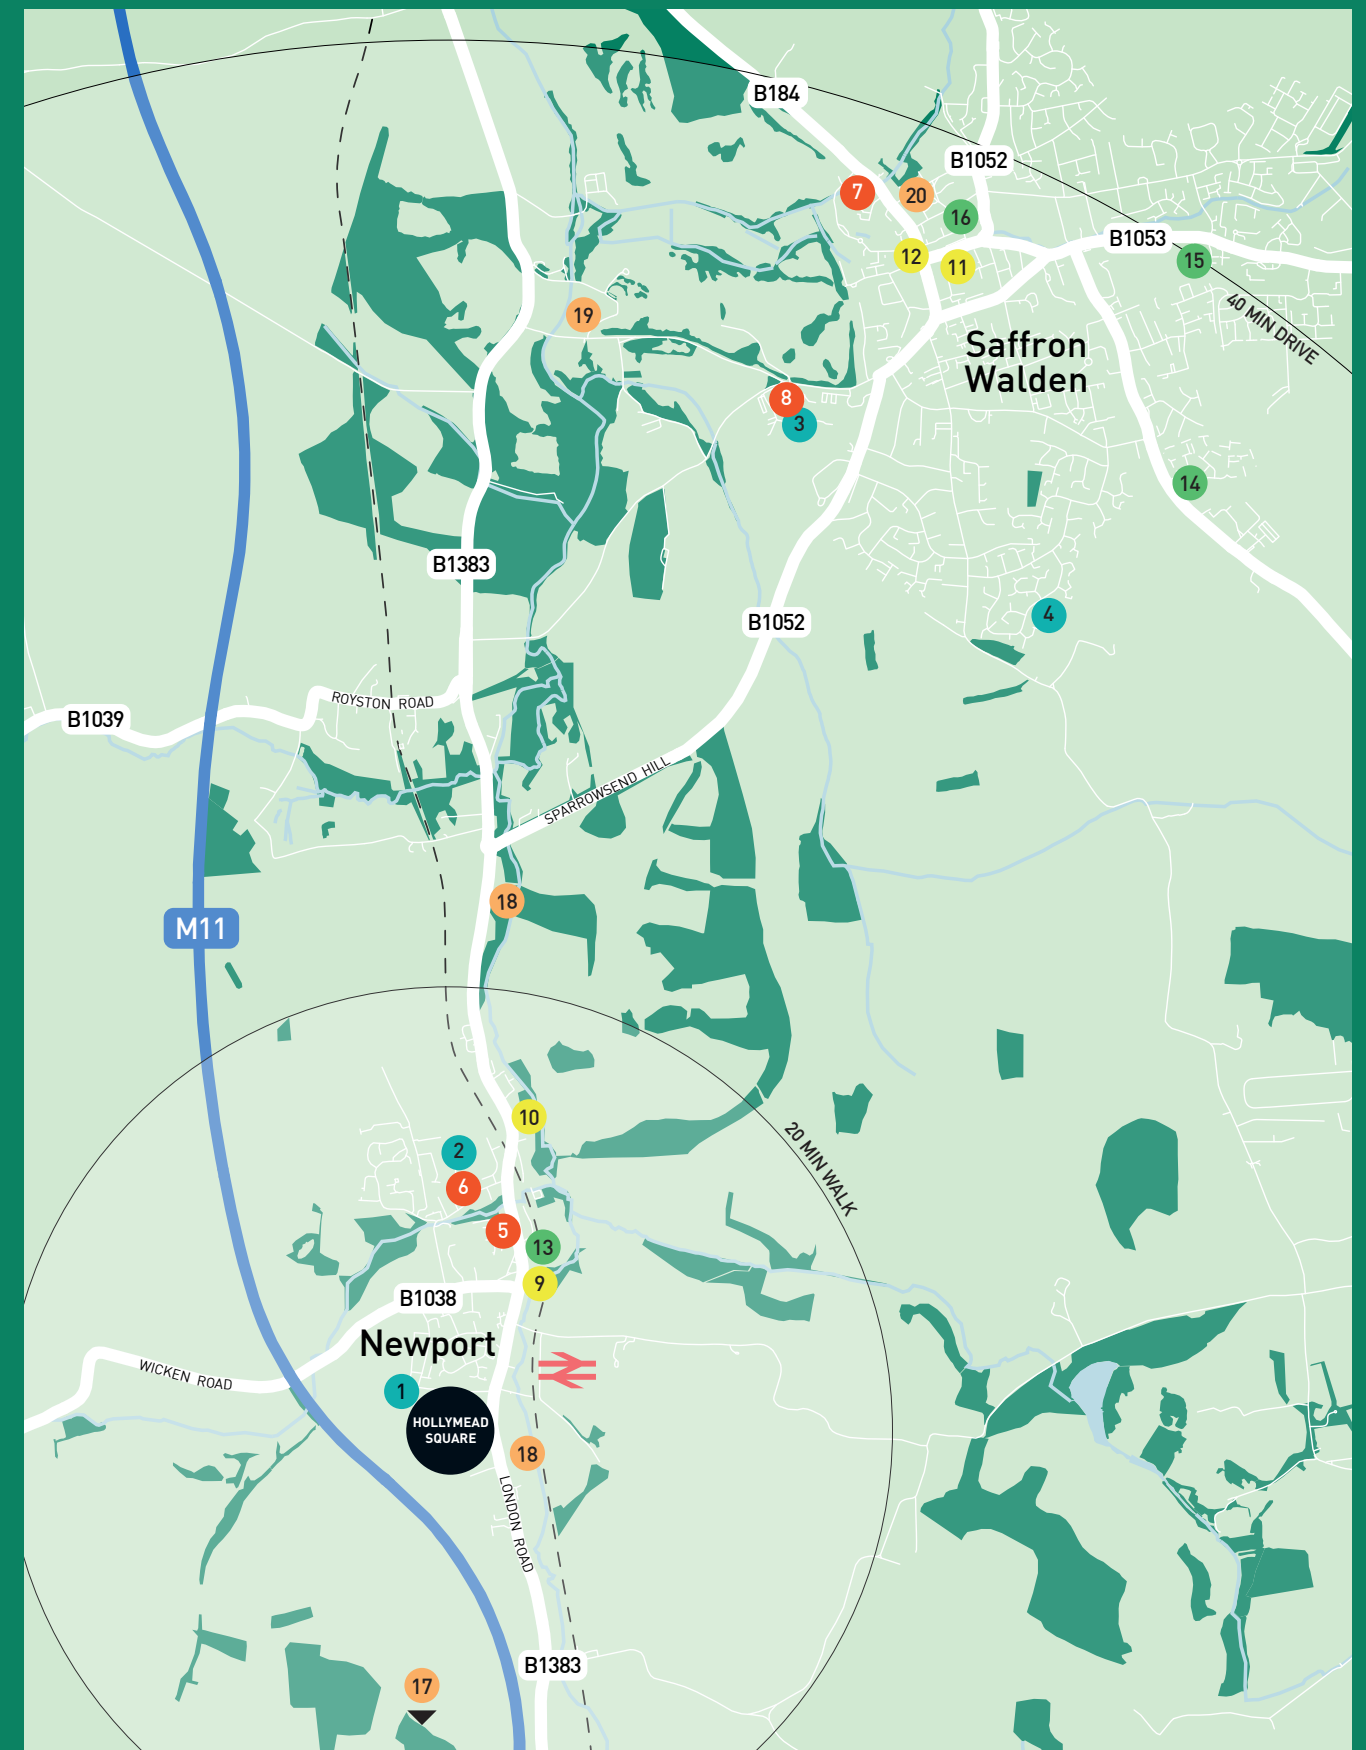 B184
B1052
7
20
16
B1053
12
11
15
40 MIN DRIVE
19
Saffron
Walden
8
3
14
B1383
4
B1052
ROYSTON ROAD
B1039
SPARROWSEND HILL
18
M11
10
20 MIN WALK
2
6
5
13
9
B1038
Newport
WICKEN ROAD
1
HOLLYMEAD
SQUARE
18
LONDON ROAD
B1383
17